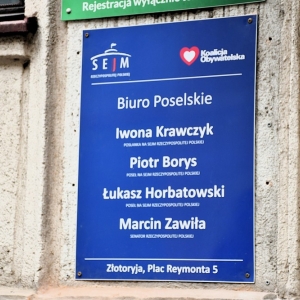 Rejestracja wyłącznie
SEJM
RZECZYPOSPOLITEJ POLSKIEJ
Koalicja
Obywatelska
Biuro Poselskie
Iwona Krawczyk
POSŁANKA NA SEJM RZECZYPOSPOLITEJ POLSKIEJ
Piotr Borys
POSEŁ NA SEJM RZECZYPOSPOLITEJ POLSKIEJ
Łukasz Horbatowski
POSEŁ NA SEJM RZECZYPOSPOLITEJ POLSKIEJ
Marcin Zawiła
SENATOR RZECZYPOSPOLITEJ POLSKIEJ
Złotoryja, Plac Reymonta 5